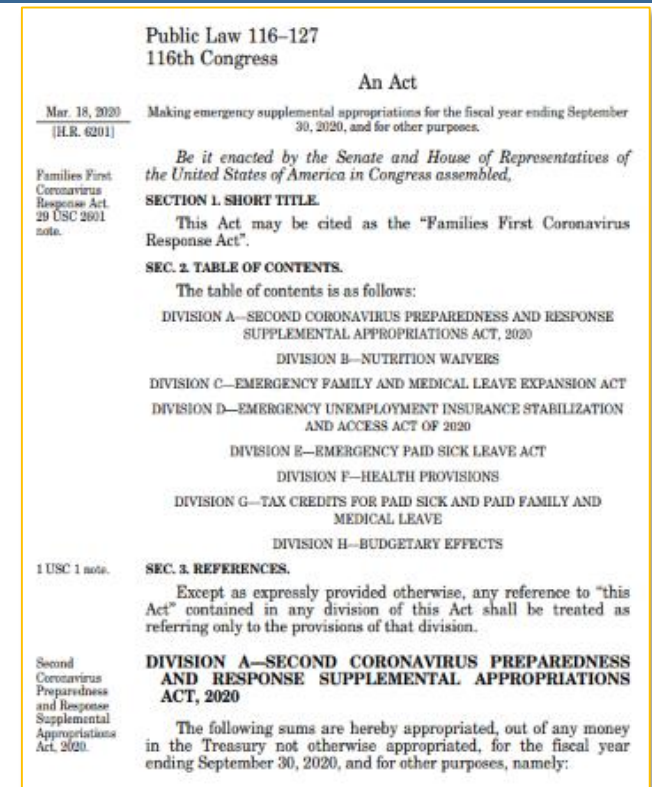 Public Law 116–127
116th Congress
An Act
Mar. 18, 2020
[H.R. 6201]
Making emergency supplemental appropriations for the fiscal year ending September
30, 2020, and for other purposes.
Be it enacted by the Senate and House of Representatives of
the United States of America in Congress assembled,
Families First
Coronavirus
Response Act.
29 USC 2601
note.
SECTION 1. SHORT TITLE.
This Act may be cited as the “Families First Coronavirus
Response Act”.
SEC. 2. TABLE OF CONTENTS.
The table of contents is as follows:
DIVISION A—SECOND CORONAVIRUS PREPAREDNESS AND RESPONSE
SUPPLEMENTAL APPROPRIATIONS ACT, 2020
DIVISION B—NUTRITION WAIVERS
DIVISION C—EMERGENCY FAMILY AND MEDICAL LEAVE EXPANSION ACT
DIVISION D—EMERGENCY UNEMPLOYMENT INSURANCE STABILIZATION
AND ACCESS ACT OF 2020
DIVISION E—EMERGENCY PAID SICK LEAVE ACT
DIVISION F—HEALTH PROVISIONS
DIVISION G—TAX CREDITS FOR PAID SICK AND PAID FAMILY AND
MEDICAL LEAVE
DIVISION H—BUDGETARY EFFECTS
1 USC 1 note.
SEC. 3. REFERENCES.
Except as expressly provided otherwise, any reference to “this
Act” contained in any division of this Act shall be treated as
referring only to the provisions of that division.
Second
Coronavirus
Preparedness
and Response
Supplemental
Appropriations
Act, 2020.
DIVISION A—SECOND CORONAVIRUS PREPAREDNESS
AND RESPONSE SUPPLEMENTAL APPROPRIATIONS
ACT, 2020
The following sums are hereby appropriated, out of any money
in the Treasury not otherwise appropriated, for the fiscal year
ending September 30, 2020, and for other purposes, namely: